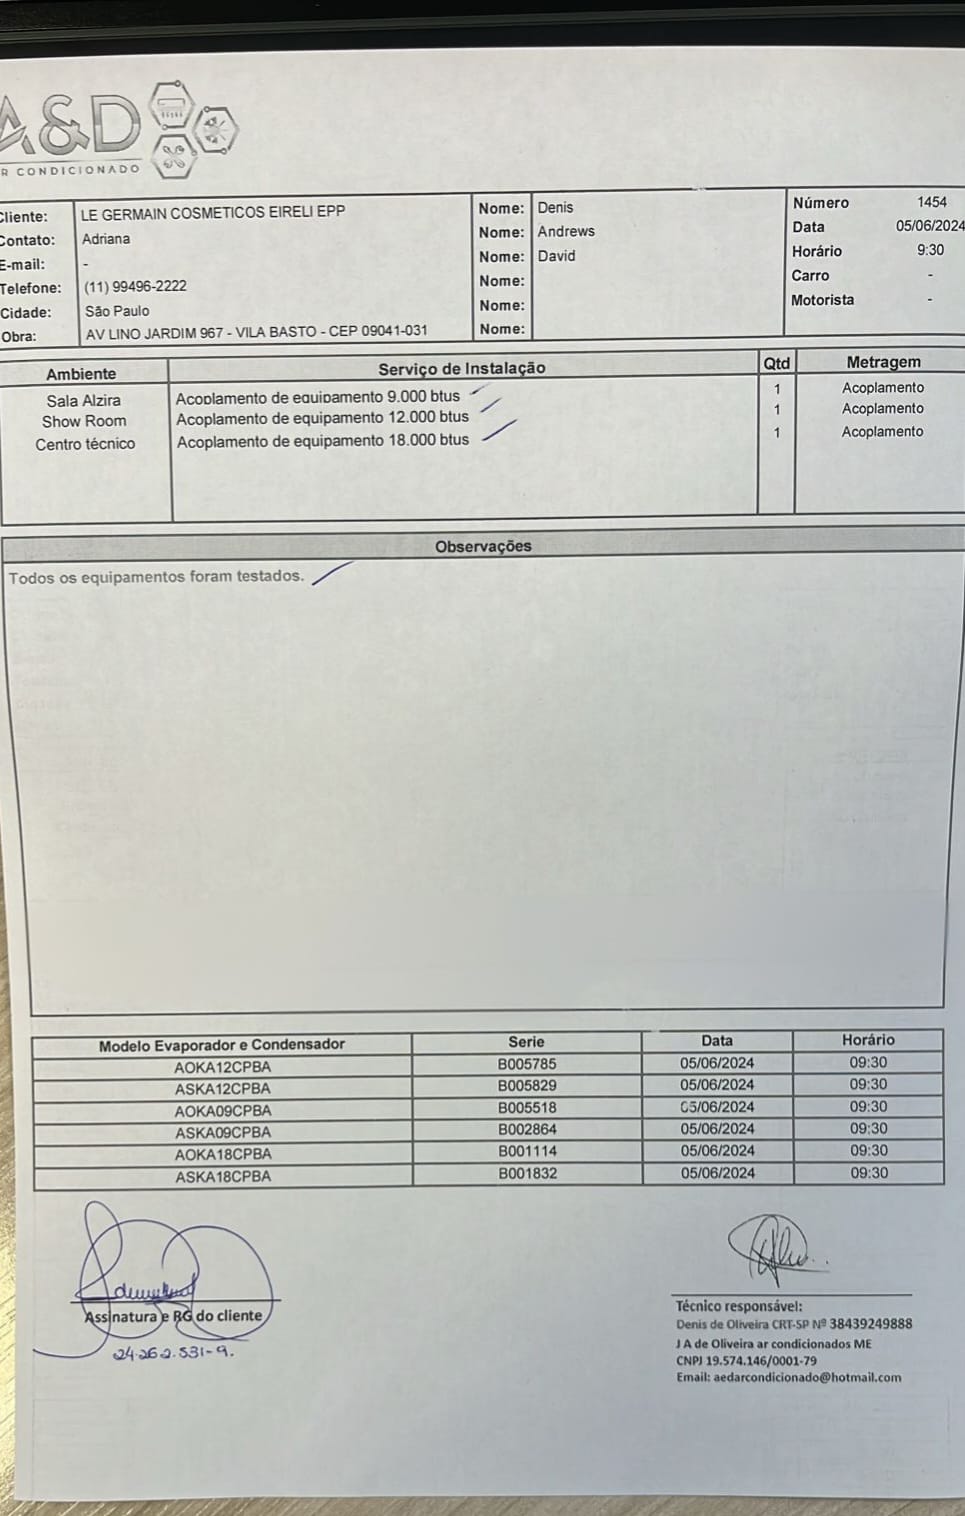 A&D
R CONDICIONADO
Cliente: LE GERMAIN COSMETICOS EIRELI EPP
Contato: Adriana
E-mail: -
Telefone: (11) 99496-2222
Cidade: São Paulo
Obra: AV LINO JARDIM 967 - VILA BASTO - CEP 09041-031
Nome: Denis
Nome: Andrews
Nome: David
Nome:
Nome:
Nome:
Número 1454
Data 05/06/2024
Horário 9:30
Carro -
Motorista -
Ambiente Serviço de Instalação Qtd Metragem
Sala Alzira Acoplamento de equipamento 9.000 btus 1 Acoplamento
Show Room Acoplamento de equipamento 12.000 btus 1 Acoplamento
Centro técnico Acoplamento de equipamento 18.000 btus 1 Acoplamento
Observações
Todos os equipamentos foram testados.
Modelo Evaporador e Condensador Serie Data Horário
AOKA12CPBA B005785 05/06/2024 09:30
ASKA12CPBA B005829 05/06/2024 09:30
AOKA09CPBA B005518 05/06/2024 09:30
ASKA09CPBA B002864 05/06/2024 09:30
AOKA18CPBA B001114 05/06/2024 09:30
ASKA18CPBA B001832 05/06/2024 09:30
Assinatura e RG do cliente
24.262.531-9.
Técnico responsável:
Denis de Oliveira CRT-SP Nº 38439249888
J A de Oliveira ar condicionados ME
CNPJ 19.574.146/0001-79
Email: aedarcondicionado@hotmail.com